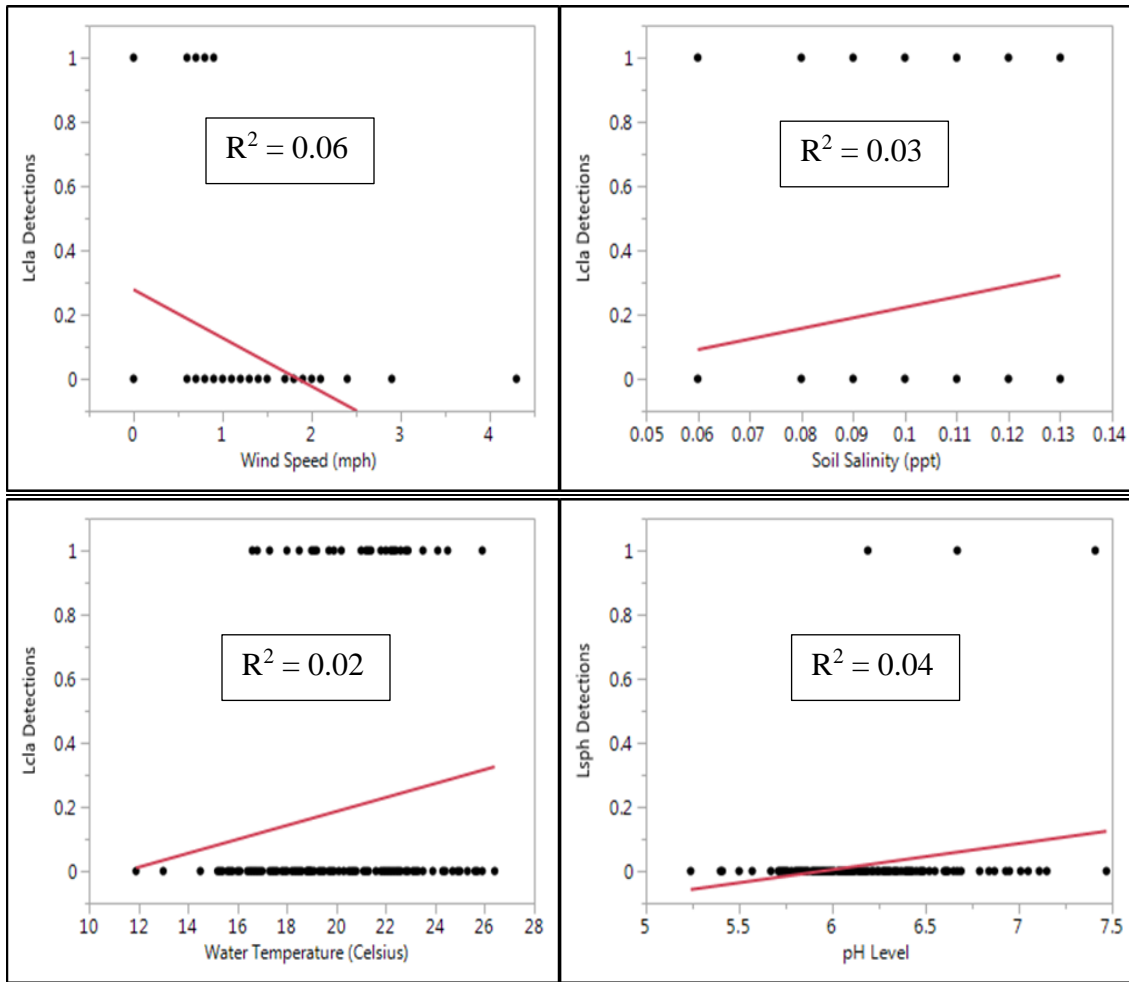 1
0.8
0.6
0.4
0.2
0
Lcla Detections
R² = 0.06
0 1 2 3 4
Wind Speed (mph)
1
0.8
0.6
0.4
0.2
0
Lcla Detections
R² = 0.03
0.05 0.06 0.07 0.08 0.09 0.1 0.11 0.12 0.13 0.14
Soil Salinity (ppt)
1
0.8
0.6
0.4
0.2
0
Lcla Detections
R² = 0.02
10 12 14 16 18 20 22 24 26 28
Water Temperature (Celsius)
1
0.8
0.6
0.4
0.2
0
Lsph Detections
R² = 0.04
5 5.5 6 6.5 7 7.5
pH Level